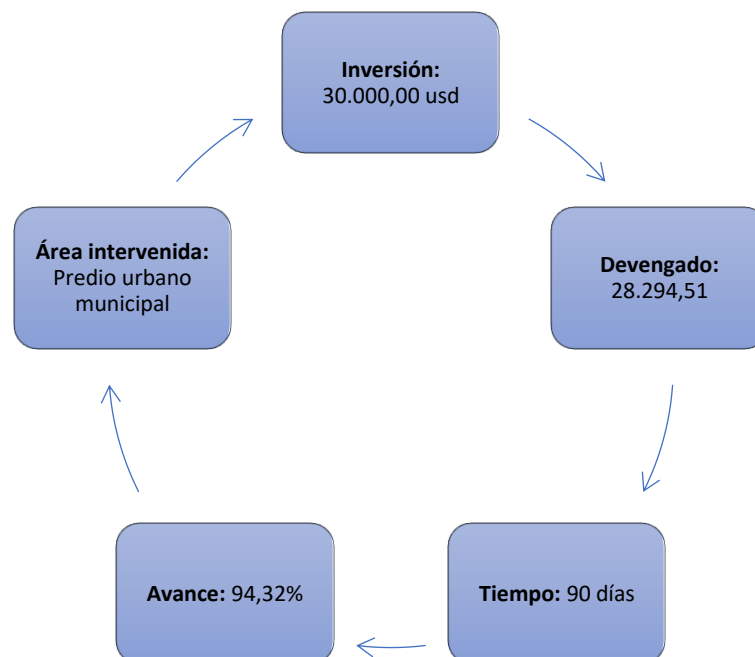 Inversión:
30.000,00 usd
Devengado:
28.294,51
Tiempo: 90 días
Avance: 94,32%
Área intervenida:
Predio urbano
municipal